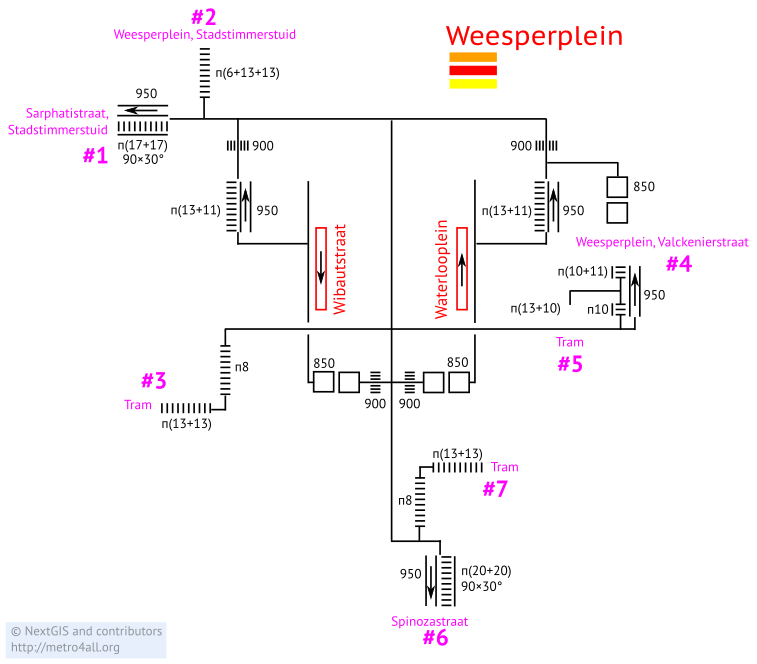 #2
Weesperplein, Stadstimmerstuid
Weesperplein
п(6+13+13)
950
Sarphatistraat,
Stadstimmerstuid
п(17+17)
90×30°
#1
900
900
850
п(13+11)
950
п(13+11)
950
Wibautstraat
Waterlooplein
Weesperplein, Valckenierstraat
#4
п(10+11)
950
п(13+10)
п10
Tram
#5
п8
850
850
#3
Tram
900
900
п(13+13)
п(13+13)
Tram
#7
п8
950
п(20+20)
90×30°
Spinozastraat
#6
© NextGIS and contributors
http://metro4all.org